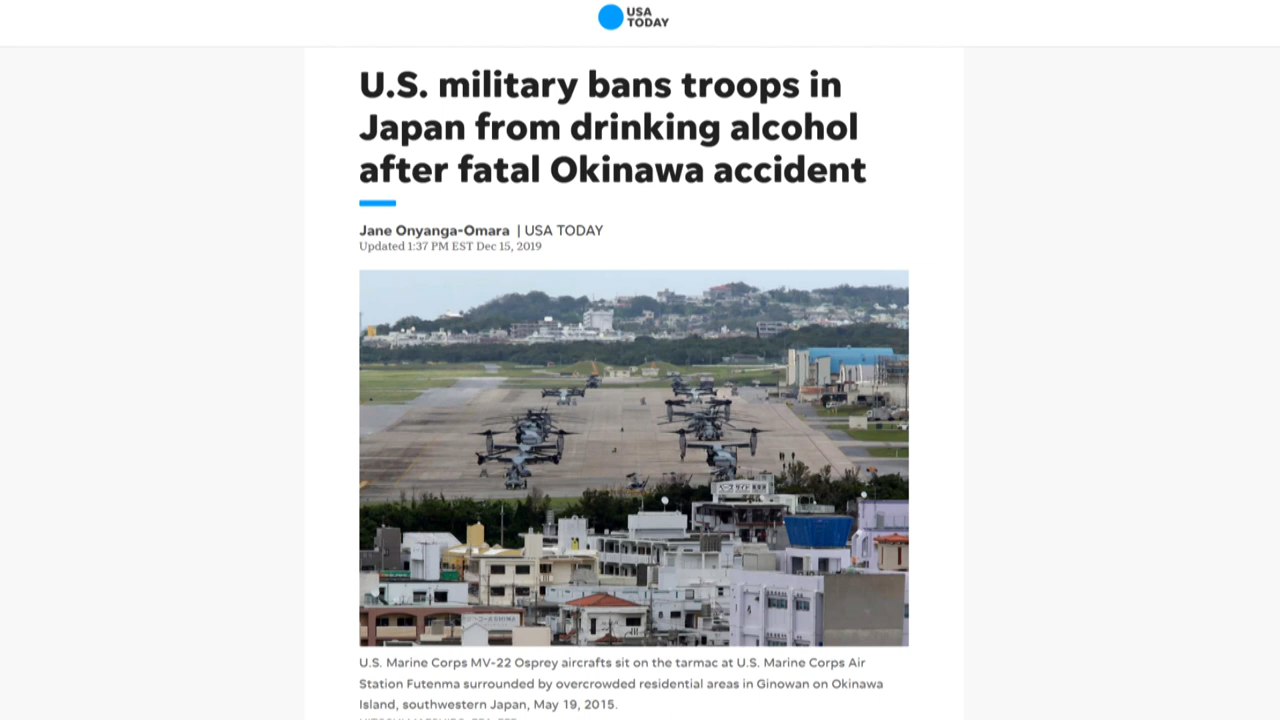 USA
TODAY
U.S. military bans troops in
Japan from drinking alcohol
after fatal Okinawa accident
Jane Onyanga-Omara | USA TODAY
Updated 1:37 PM EST Dec 15, 2019
U.S. Marine Corps MV-22 Osprey aircrafts sit on the tarmac at U.S. Marine Corps Air
Station Futenma surrounded by overcrowded residential areas in Ginowan on Okinawa
Island, southwestern Japan, May 19, 2015.